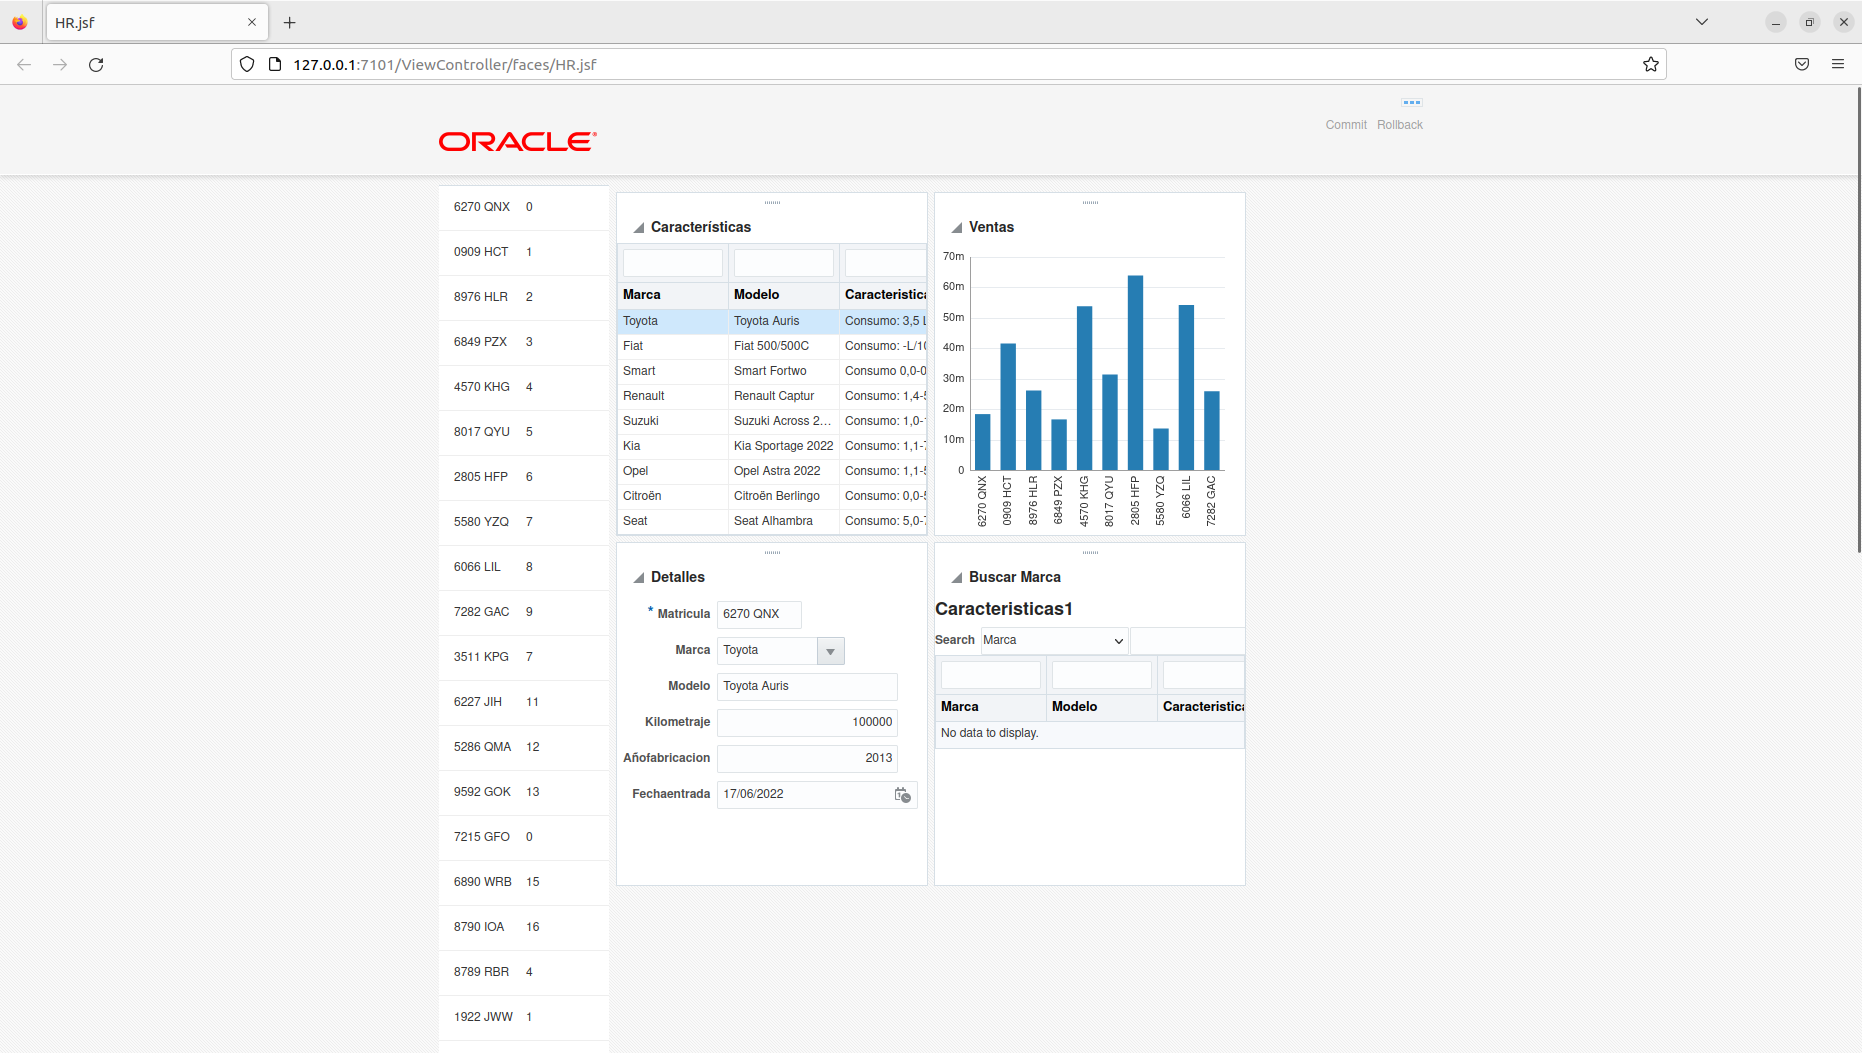 HR.jsf
127.0.0.1:7101/ViewController/faces/HR.jsf
Commit Rollback
ORACLE
6270 QNX 0
0909 HCT 1
8976 HLR 2
6849 PZX 3
4570 KHG 4
8017 QYU 5
2805 HFP 6
5580 YZQ 7
6066 LIL 8
7282 GAC 9
3511 KPG 7
6227 JIH 11
5286 QMA 12
9592 GOK 13
7215 GFO 0
6890 WRB 15
8790 IOA 16
8789 RBR 4
1922 JWW 1
Características
Marca Modelo Caracteristica
Toyota Toyota Auris Consumo: 3,5 L
Fiat Fiat 500/500C Consumo: -L/10
Smart Smart Fortwo Consumo 0,0-0
Renault Renault Captur Consumo: 1,4-5
Suzuki Suzuki Across 2... Consumo: 1,0-
Kia Kia Sportage 2022 Consumo: 1,1-7
Opel Opel Astra 2022 Consumo: 1,1-5
Citroën Citroën Berlingo Consumo: 0,0-5
Seat Seat Alhambra Consumo: 5,0-7
Ventas
70m
60m
50m
40m
30m
20m
10m
0
6270 QNX
0909 HCT
8976 HLR
6849 PZX
4570 KHG
8017 QYU
2805 HFP
5580 YZQ
6066 LIL
7282 GAC
Detalles
* Matricula 6270 QNX
Marca Toyota
Modelo Toyota Auris
Kilometraje 100000
Añofabricacion 2013
Fechaentrada 17/06/2022
Buscar Marca
Caracteristicas1
Search Marca
Marca Modelo Caracteristica
No data to display.